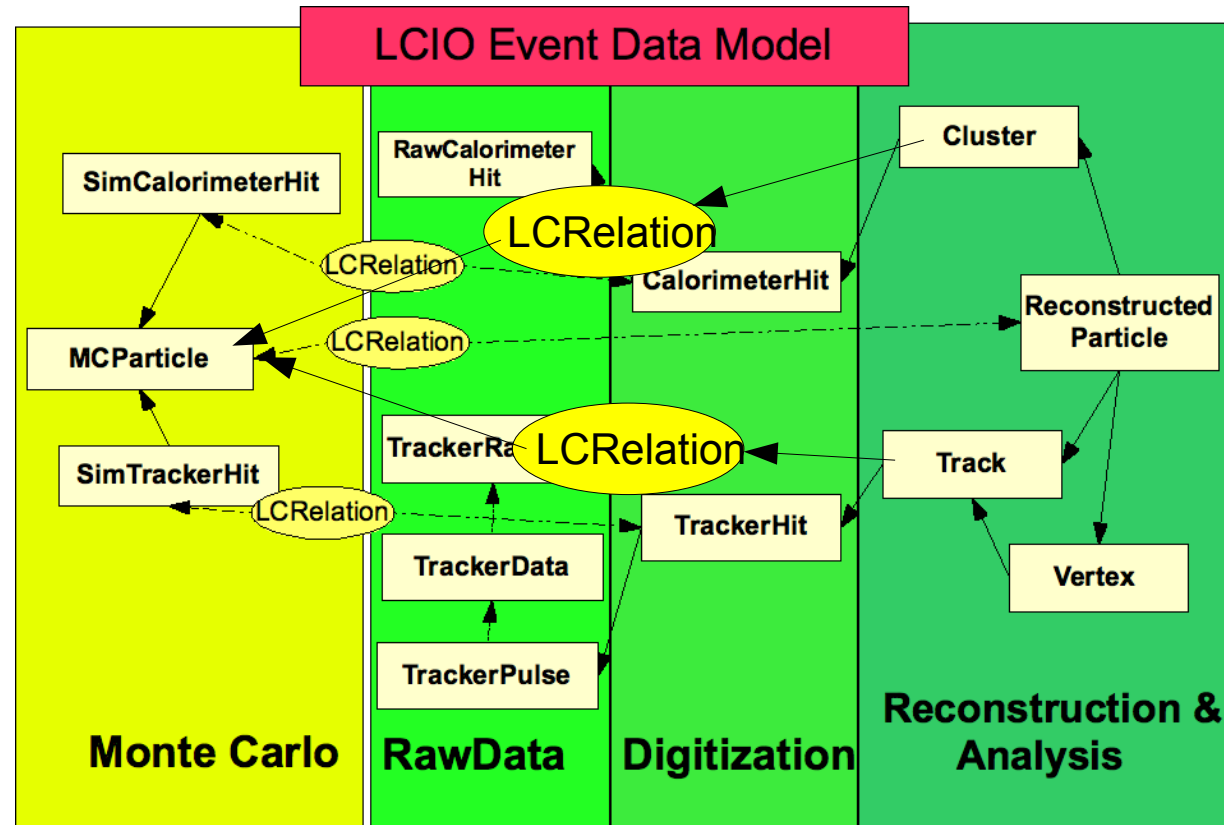 LCIO Event Data Model
SimCalorimeterHit
MCParticle
SimTrackerHit
Monte Carlo
LCRelation
LCRelation
LCRelation
RawCalorimeter
Hit
LCRelation
LCRelation
TrackerData
TrackerPulse
RawData
CalorimeterHit
TrackerHit
Digitization
Cluster
Reconstructed
Particle
Track
Vertex
Reconstruction &
Analysis